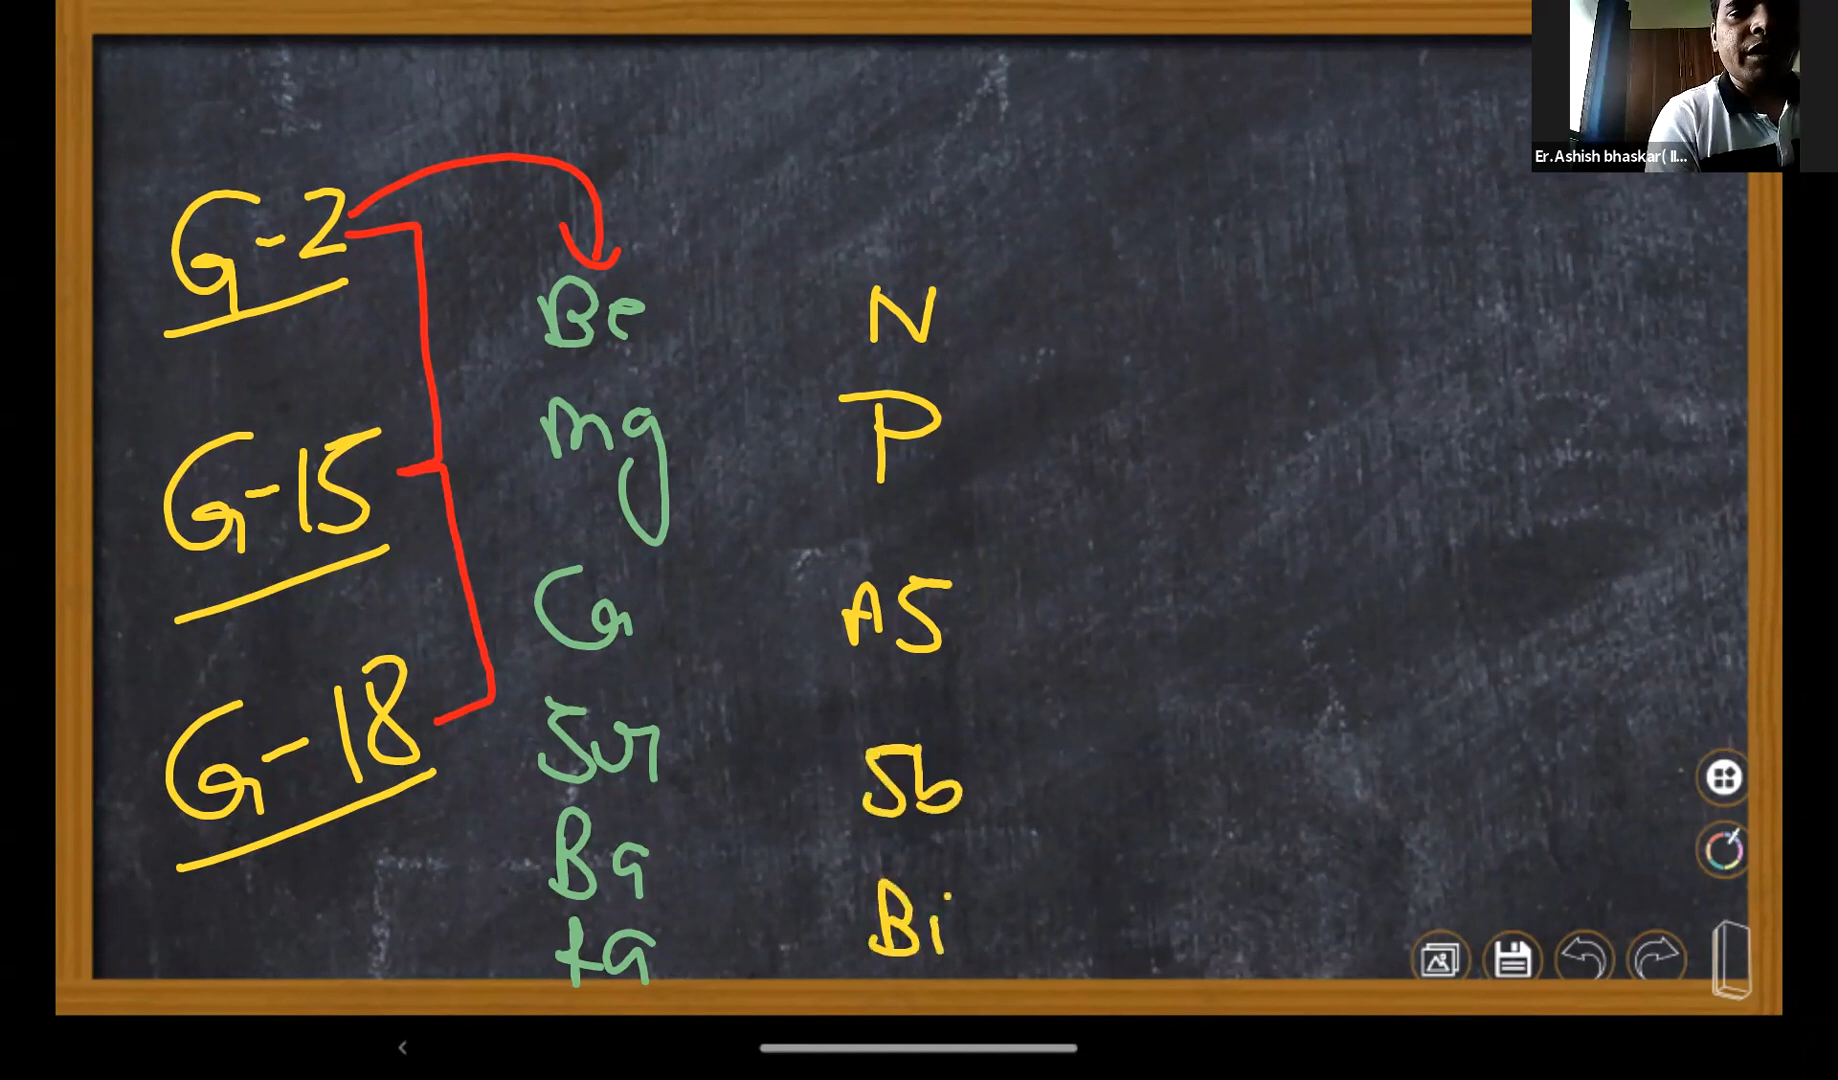 Er.Ashish bhaskar( II...
G-2
G-15
G-18
Be
Mg
Ca
Sr
Ba
Ra
N
P
As
Sb
Bi